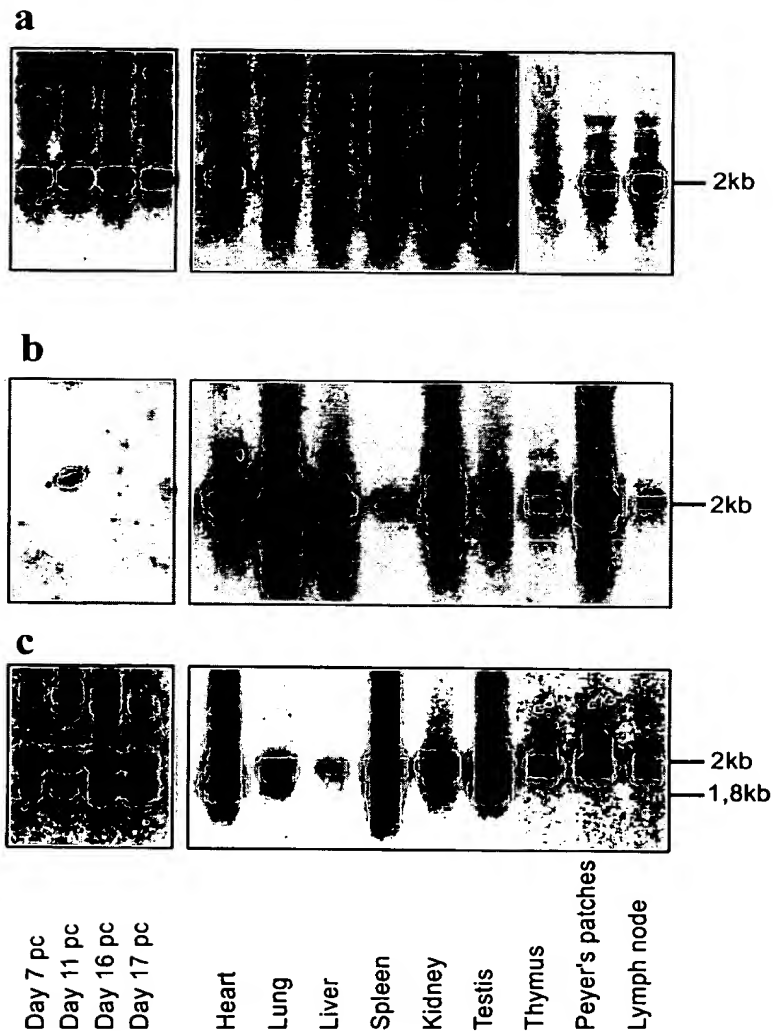 a
2kb
b
2kb
c
2kb
1,8kb
Day 7 pc
Day 11 pc
Day 16 pc
Day 17 pc
Heart
Lung
Liver
Spleen
Kidney
Testis
Thymus
Peyer's patches
Lymph node